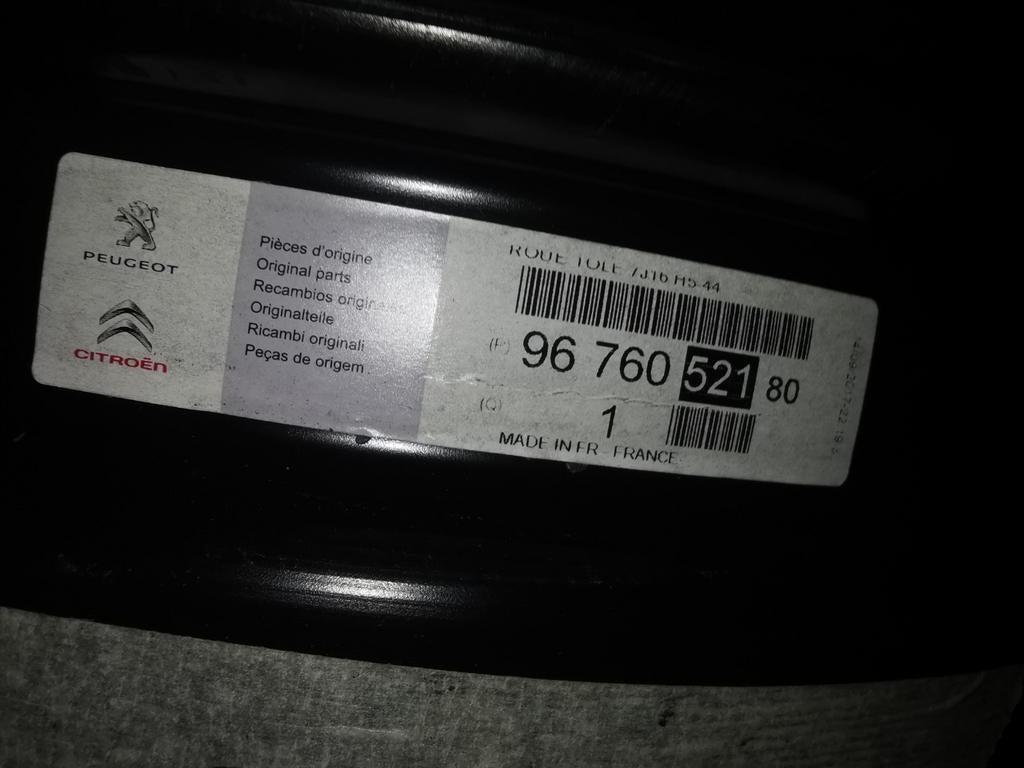 PEUGEOT
CITROËN
Pièces d'origine
Original parts
Recambios origin
Originalteile
Ricambi originali
Peças de origem
ROUE TOLE 7J16 H5 44
(P) 96 760 521 80
(Q) 1
MADE IN FR - FRANCE